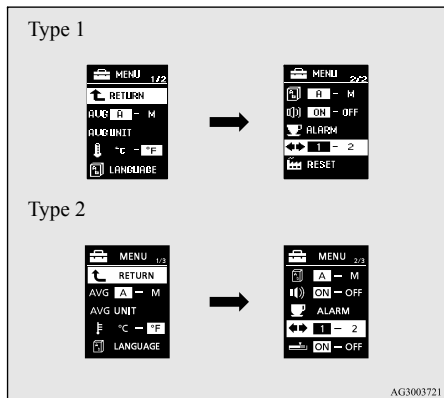 Type 1
MENU 1/2
RETURN
AVG A - M
AVG UNIT
°C - °F
LANGUAGE
MENU 2/2
A - M
ON - OFF
ALARM
1 - 2
RESET
Type 2
MENU 1/3
RETURN
AVG A - M
AVG UNIT
°C - °F
LANGUAGE
MENU 2/3
A - M
ON - OFF
ALARM
1 - 2
ON - OFF
AG3003721